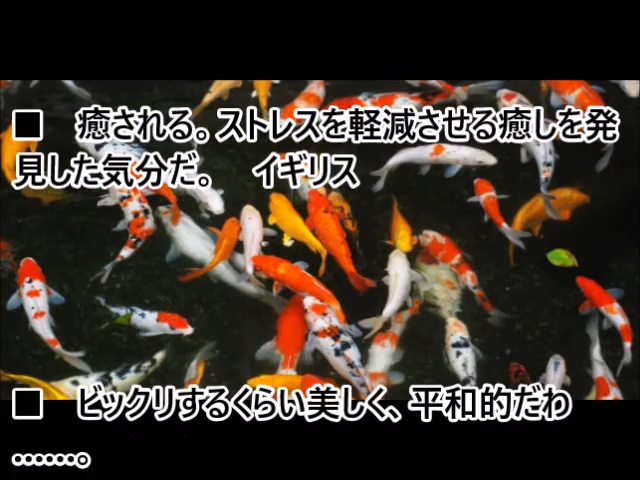 ■　癒される。ストレスを軽減させる癒しを発
見した気分だ。　イギリス
■　ビックリするくらい美しく、平和的だわ
…….。